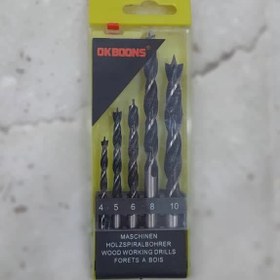 OKBOONS
4 5 6 8 10
MASCHINEN
HOLZSPIRALBOHRER
WOOD WORKING DRILLS
FORETS A BOIS